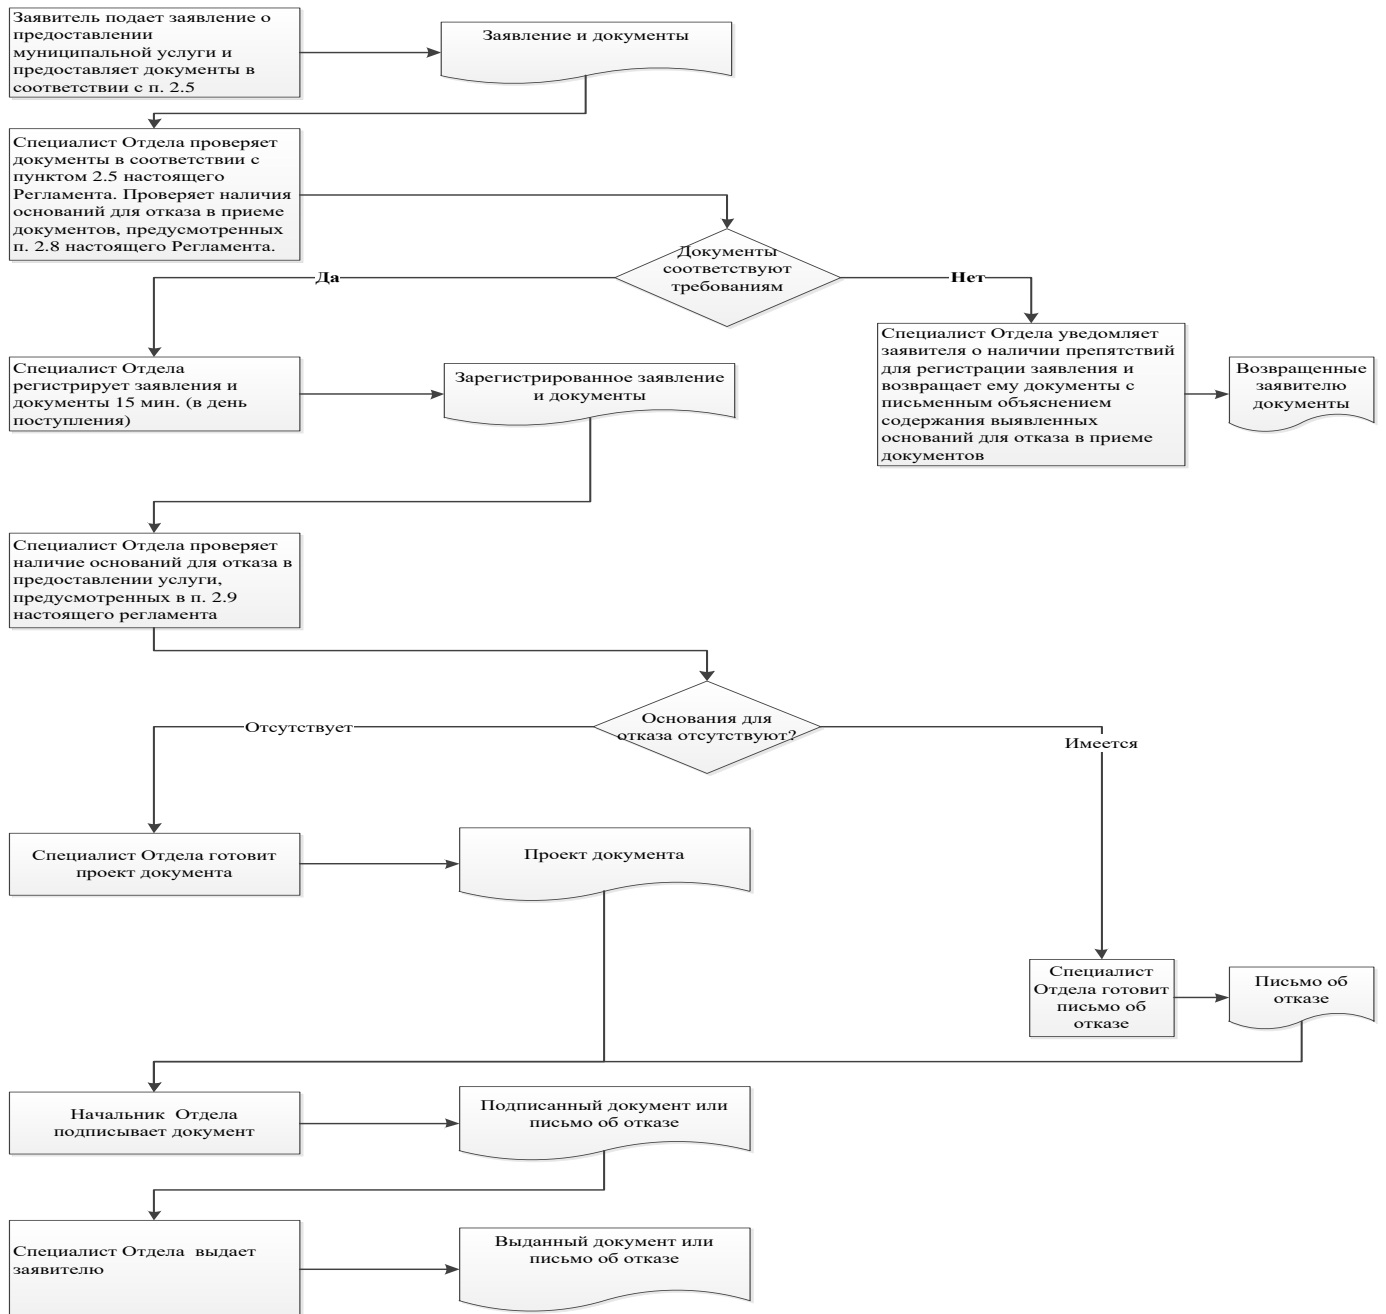 Заявитель подает заявление о
предоставлении
муниципальной услуги и
предоставляет документы в
соответствии с п. 2.5
Заявление и документы
Специалист Отдела проверяет
документы в соответствии с
пунктом 2.5 настоящего
Регламента. Проверяет наличия
оснований для отказа в приеме
документов, предусмотренных
п. 2.8 настоящего Регламента.
Документы
соответствуют
требованиям
Да
Нет
Специалист Отдела
регистрирует заявления и
документы 15 мин. (в день
поступления)
Зарегистрированное заявление
и документы
Специалист Отдела уведомляет
заявителя о наличии препятствий
для регистрации заявления и
возвращает ему документы с
письменным объяснением
содержания выявленных
оснований для отказа в приеме
документов
Возвращенные
заявителю
документы
Специалист Отдела проверяет
наличие оснований для отказа в
предоставлении услуги,
предусмотренных в п. 2.9
настоящего регламента
Основания для
отказа отсутствуют?
Отсутствует
Имеется
Специалист Отдела готовит
проект документа
Проект документа
Специалист
Отдела готовит
письмо об
отказе
Письмо об
отказе
Начальник  Отдела
подписывает документ
Подписанный документ или
письмо об отказе
Специалист Отдела  выдает
заявителю
Выданный документ или
письмо об отказе